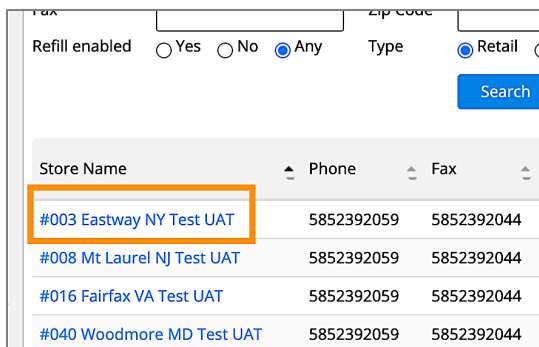 Fax Zip Code
Refill enabled Yes No Any Type Retail
Search
Store Name Phone Fax
#003 Eastway NY Test UAT 5852392059 5852392044
#008 Mt Laurel NJ Test UAT 5852392059 5852392044
#016 Fairfax VA Test UAT 5852392059 5852392044
#040 Woodmore MD Test UAT 5852392059 5852392044